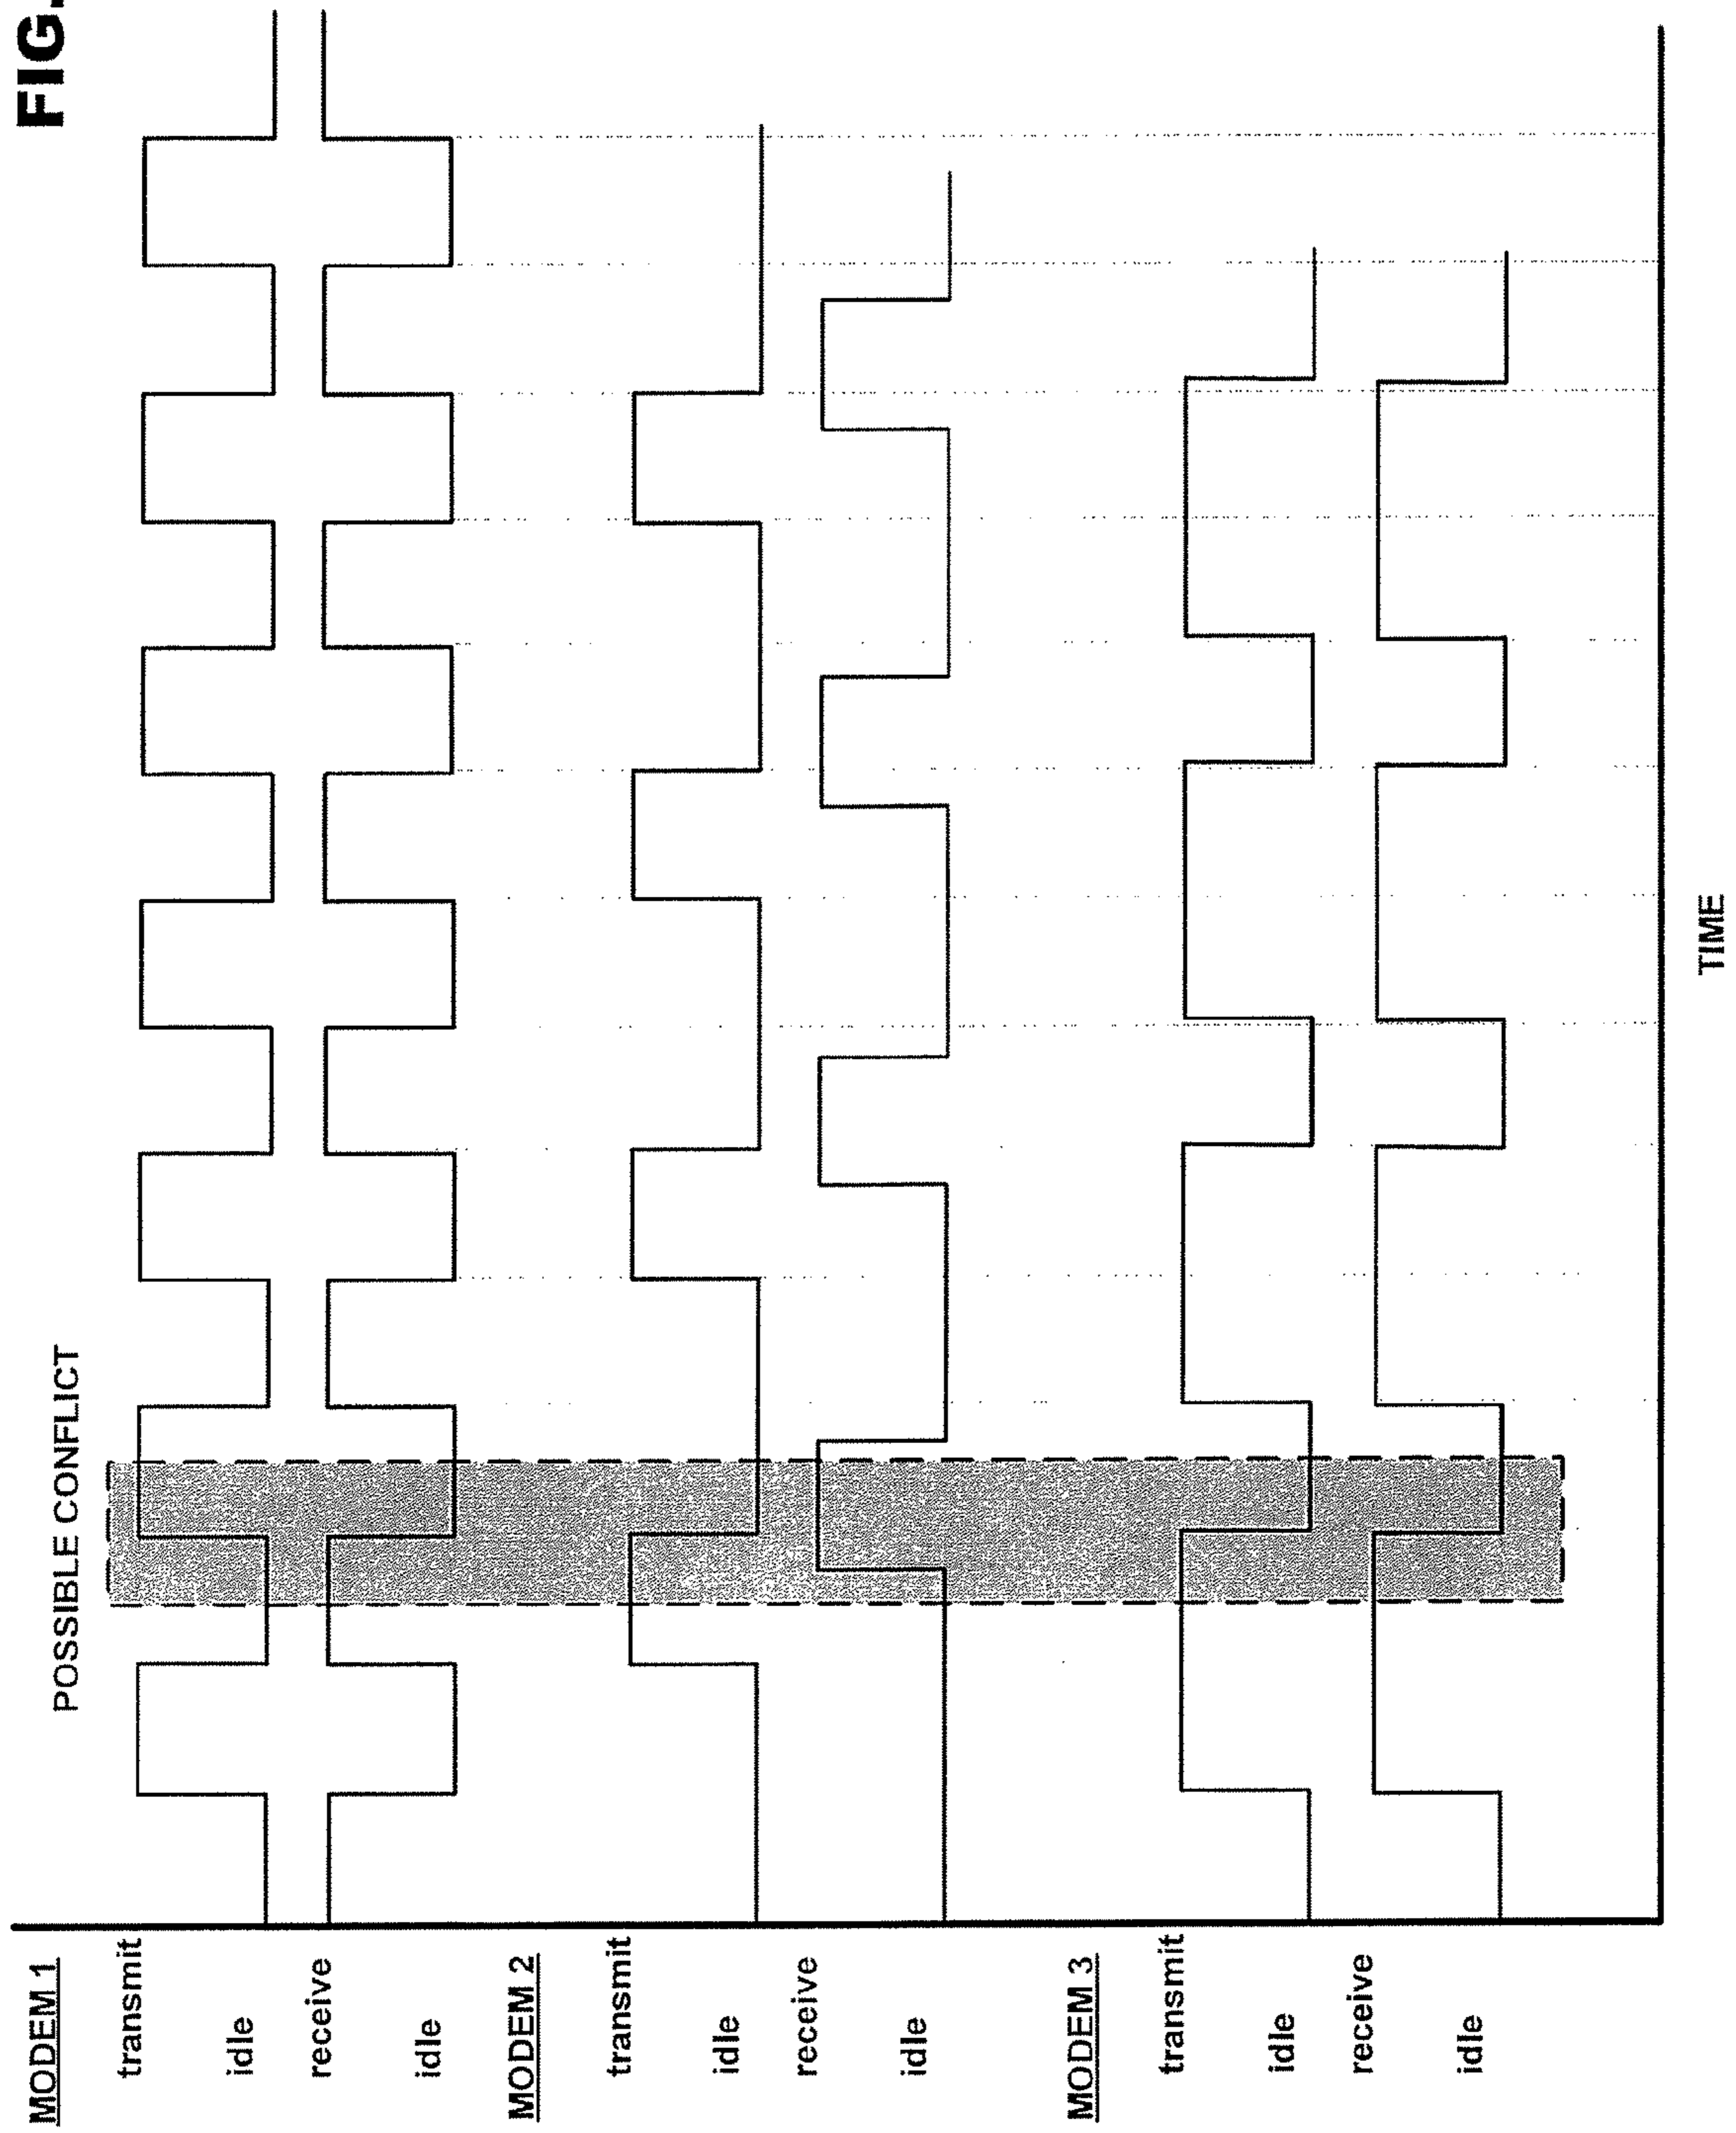 FIG.
POSSIBLE CONFLICT
MODEM 1
transmit
idle
receive
idle
MODEM 2
transmit
idle
receive
idle
MODEM 3
transmit
idle
receive
idle
TIME